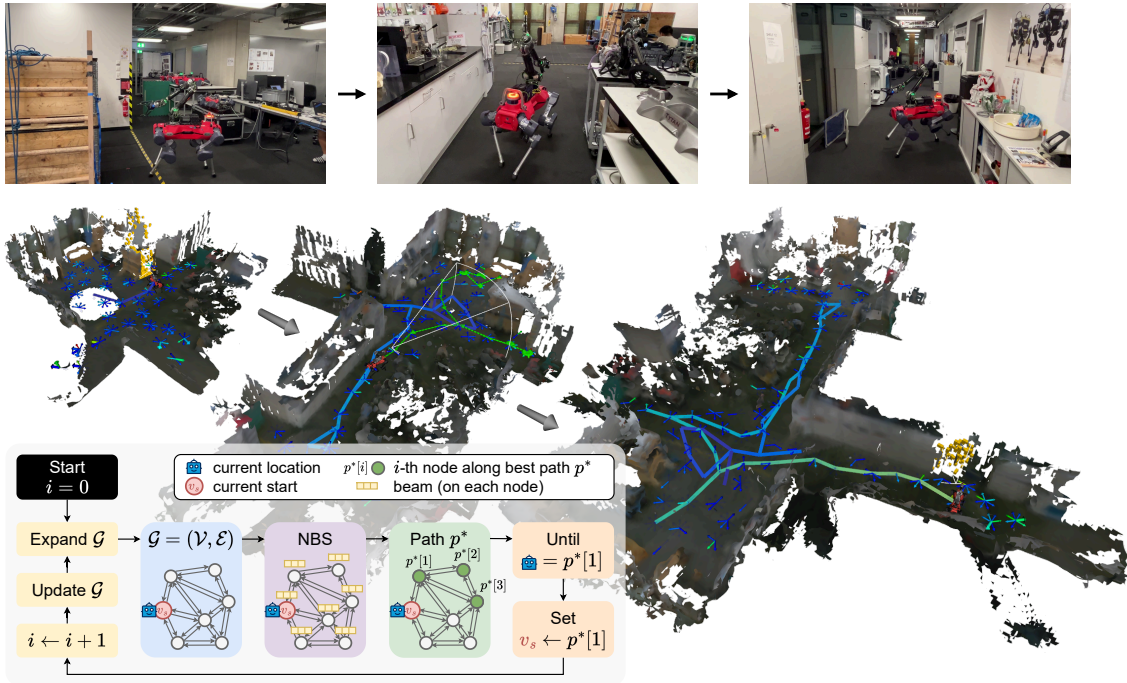 Start
i = 0
current location
p*[i] i-th node along best path p*
v_s current start
beam (on each node)
Expand 𝒢
𝒢 = (𝒱, ℰ)
NBS
Path p*
Until
= p*[1]
p*[1]
p*[2]
p*[3]
Update 𝒢
v_s
v_s
v_s
Set
v_s ← p*[1]
i ← i + 1